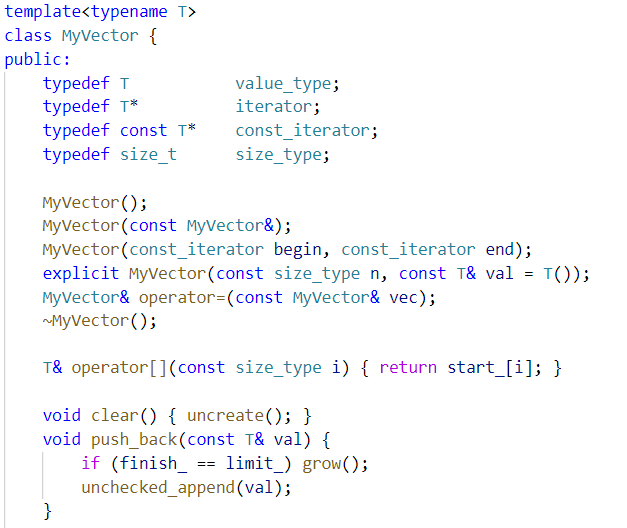 template<typename T>
class MyVector {
public:
    typedef T           value_type;
    typedef T*          iterator;
    typedef const T*    const_iterator;
    typedef size_t      size_type;

    MyVector();
    MyVector(const MyVector&);
    MyVector(const_iterator begin, const_iterator end);
    explicit MyVector(const size_type n, const T& val = T());
    MyVector& operator=(const MyVector& vec);
    ~MyVector();

    T& operator[](const size_type i) { return start_[i]; }

    void clear() { uncreate(); }
    void push_back(const T& val) {
        if (finish_ == limit_) grow();
        unchecked_append(val);
    }